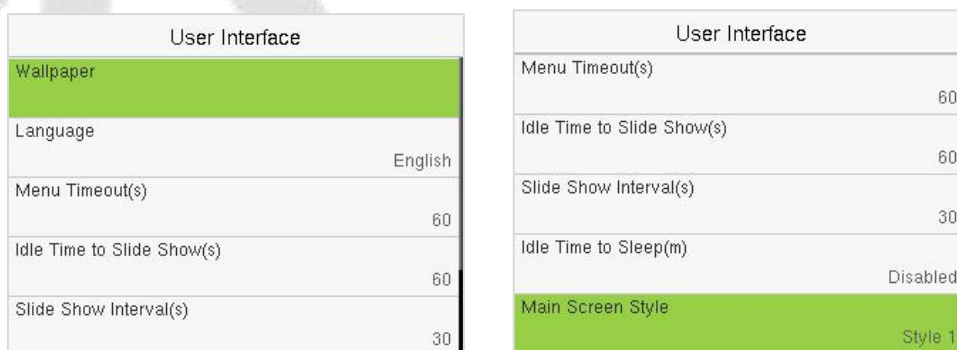 User Interface
Wallpaper
Language
English
Menu Timeout(s)
60
Idle Time to Slide Show(s)
60
Slide Show Interval(s)
30
User Interface
Menu Timeout(s)
60
Idle Time to Slide Show(s)
60
Slide Show Interval(s)
30
Idle Time to Sleep(m)
Disabled
Main Screen Style
Style 1